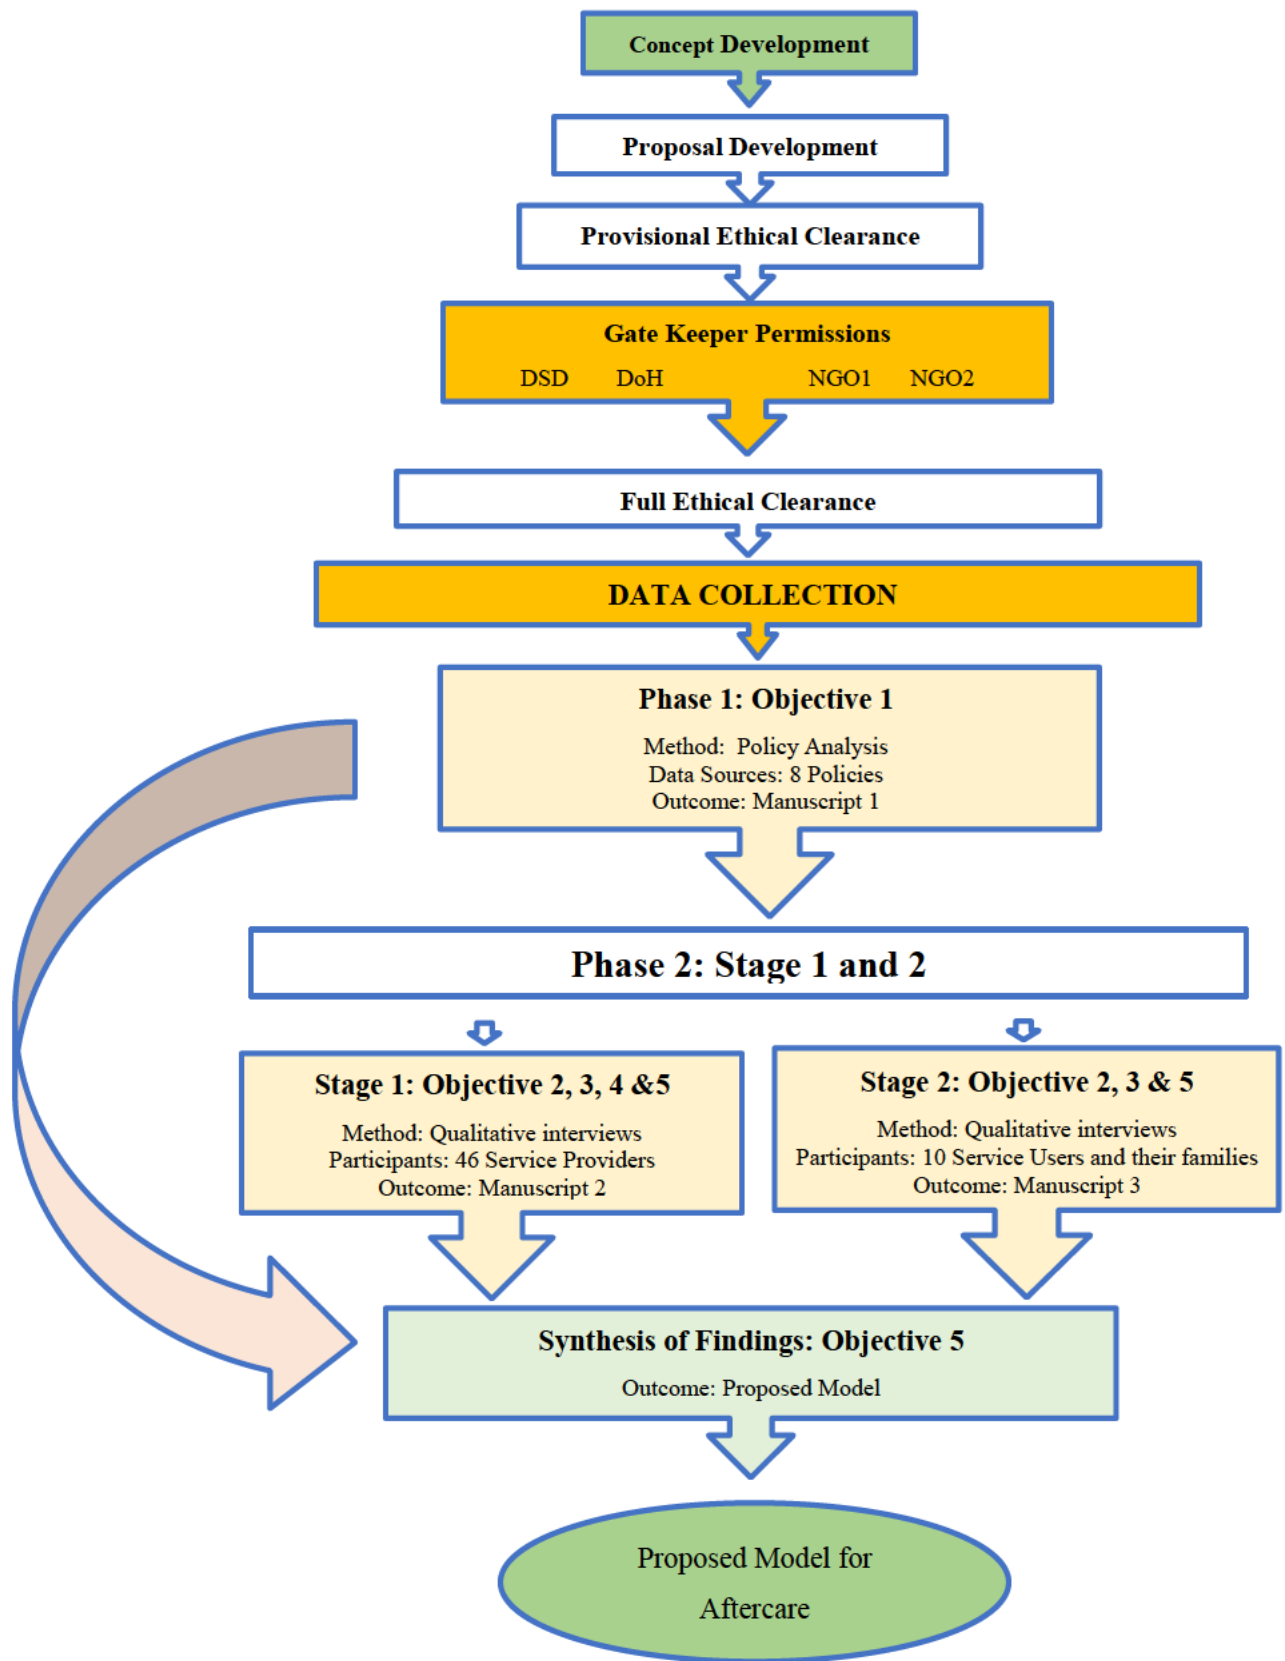 Concept Development
Proposal Development
Provisional Ethical Clearance
Gate Keeper Permissions
DSD DoH NGO1 NGO2
Full Ethical Clearance
DATA COLLECTION
Phase 1: Objective 1
Method: Policy Analysis
Data Sources: 8 Policies
Outcome: Manuscript 1
Phase 2: Stage 1 and 2
Stage 1: Objective 2, 3, 4 &5
Method: Qualitative interviews
Participants: 46 Service Providers
Outcome: Manuscript 2
Stage 2: Objective 2, 3 & 5
Method: Qualitative interviews
Participants: 10 Service Users and their families
Outcome: Manuscript 3
Synthesis of Findings: Objective 5
Outcome: Proposed Model
Proposed Model for
Aftercare